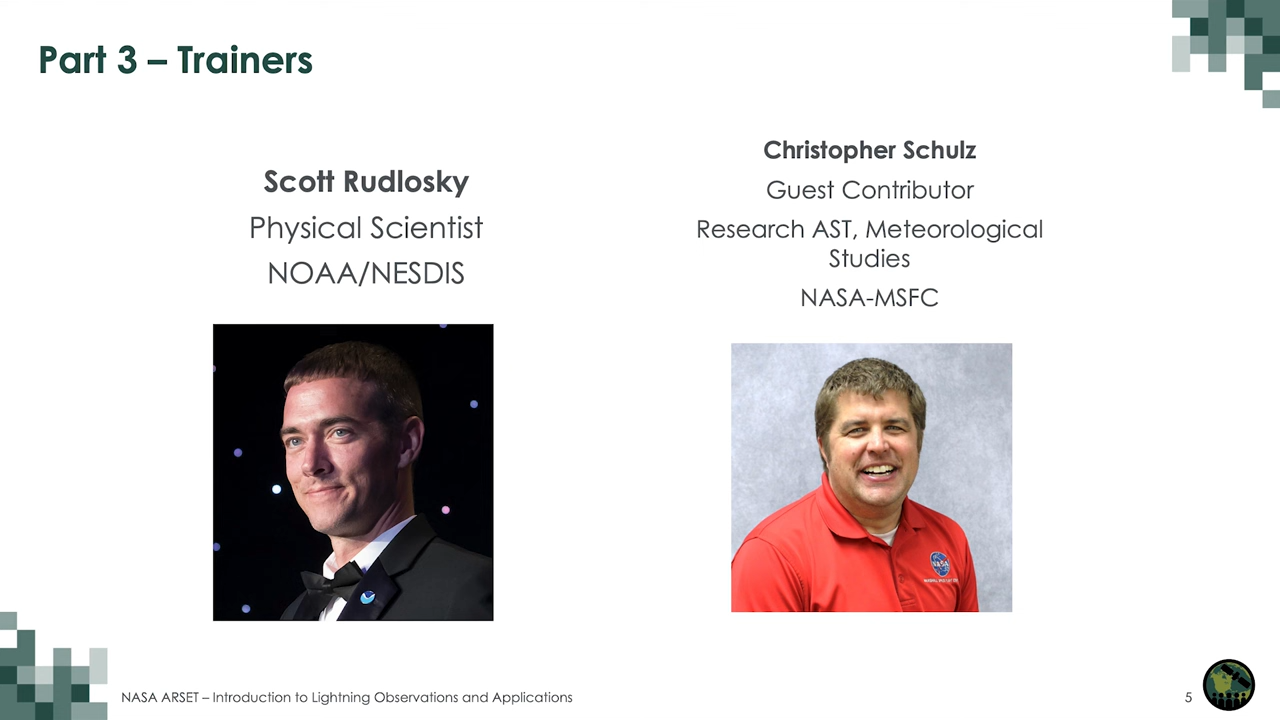 Part 3 – Trainers
Scott Rudlosky
Physical Scientist
NOAA/NESDIS
Christopher Schulz
Guest Contributor
Research AST, Meteorological
Studies
NASA-MSFC
NASA
NASA ARSET – Introduction to Lightning Observations and Applications
5